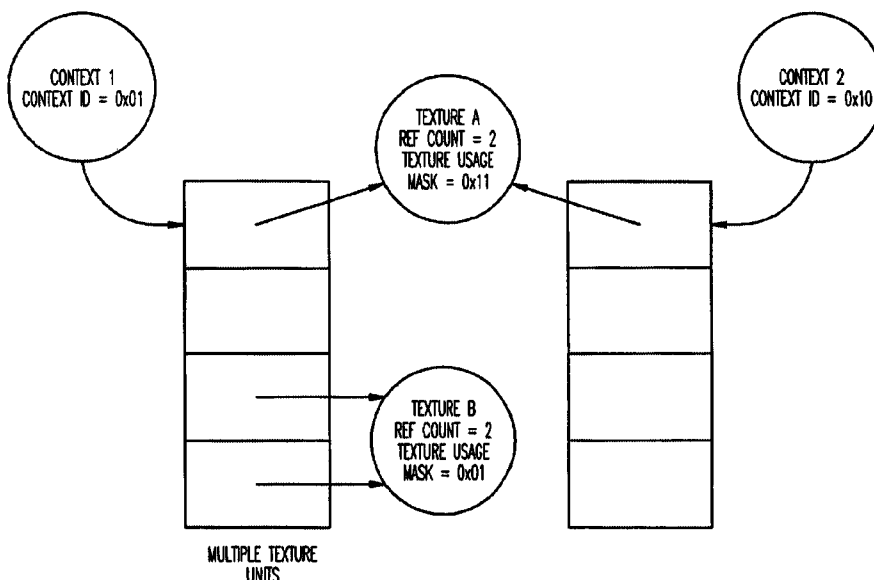 CONTEXT 1
CONTEXT ID = 0x01
TEXTURE A
REF COUNT = 2
TEXTURE USAGE
MASK = 0x11
CONTEXT 2
CONTEXT ID = 0x10
TEXTURE B
REF COUNT = 2
TEXTURE USAGE
MASK = 0x01
MULTIPLE TEXTURE
UNITS